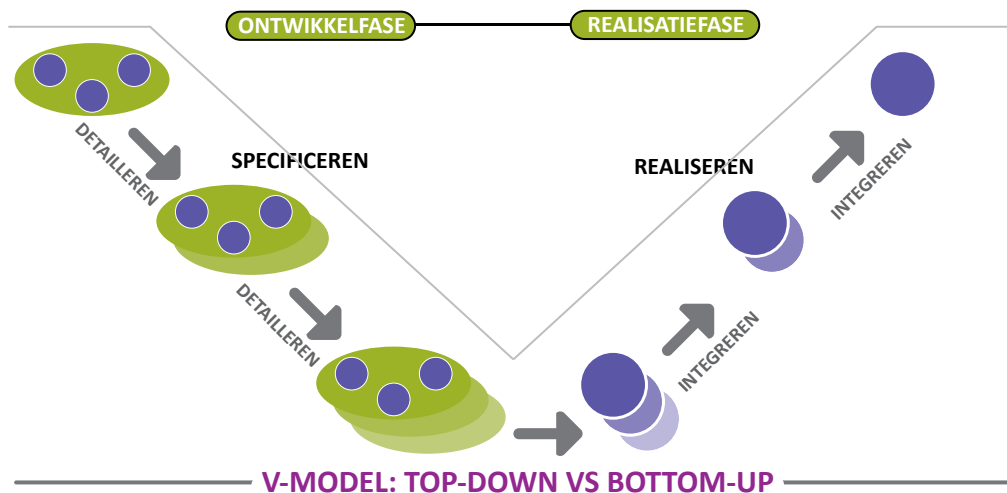 ONTWIKKELFASE
REALISATIEFASE
DETAILLEREN
SPECIFICEREN
REALISEREN
INTEGREREN
DETAILLEREN
INTEGREREN
V-MODEL: TOP-DOWN VS BOTTOM-UP